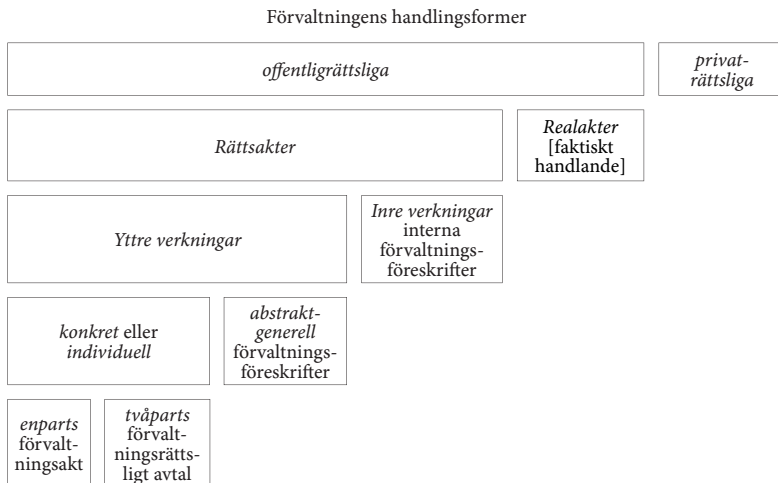 Förvaltningens handlingsformer
offentligrättsliga
privat-
rättsliga
Rättsakter
Realakter
[faktiskt
handlande]
Yttre verkningar
Inre verkningar
interna
förvaltnings-
föreskrifter
konkret eller
individuell
abstrakt-
generell
förvaltnings-
föreskrifter
enparts
förvalt-
ningsakt
tvåparts
förvalt-
ningsrätts-
ligt avtal